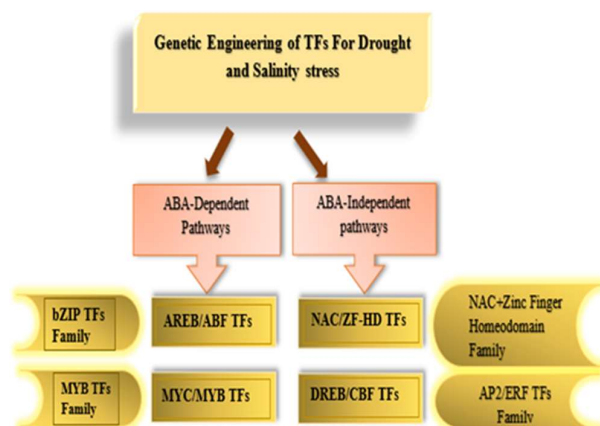 Genetic Engineering of TFs For Drought
and Salinity stress
ABA-Dependent
Pathways
ABA-Independent
pathways
bZIP TFs
Family
AREB/ABF TFs
NAC/ZF-HD TFs
NAC+Zinc Finger
Homeodomain
Family
MYB TFs
Family
MYC/MYB TFs
DREB/CBF TFs
AP2/ERF TFs
Family